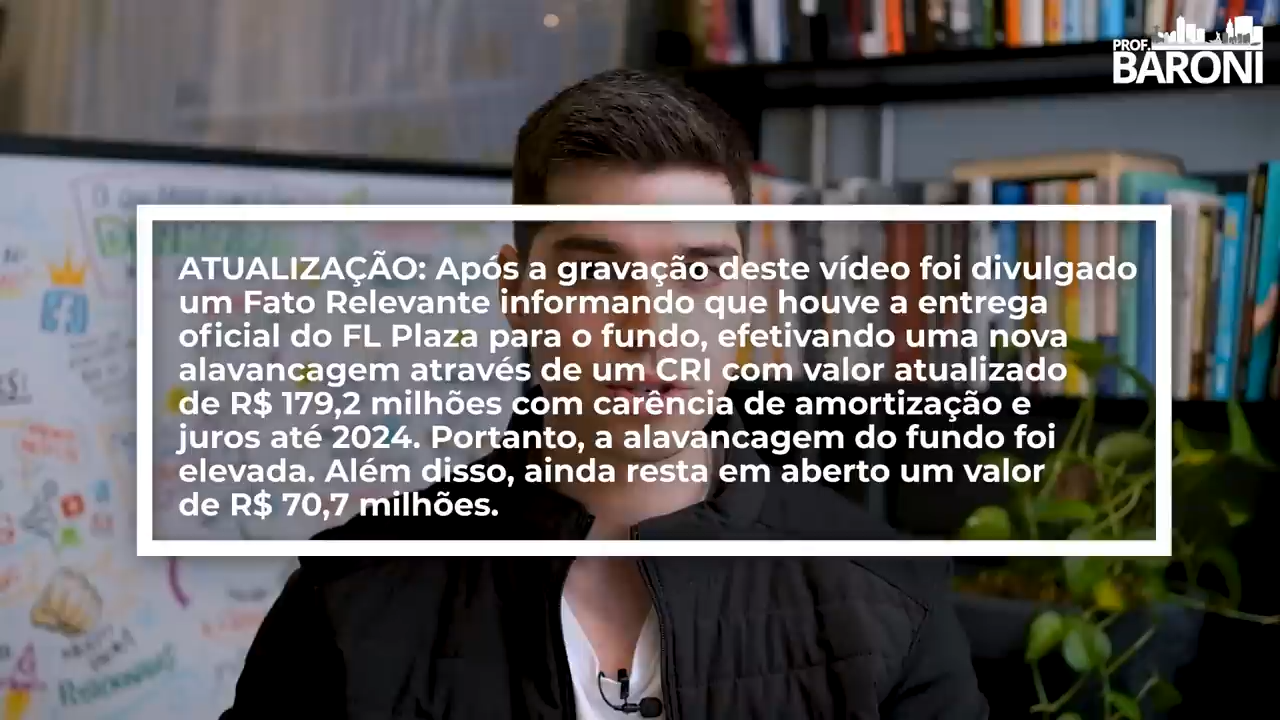 PROF.
BARONI
ATUALIZAÇÃO: Após a gravação deste vídeo foi divulgado
um Fato Relevante informando que houve a entrega
oficial do FL Plaza para o fundo, efetivando uma nova
alavancagem através de um CRI com valor atualizado
de R$ 179,2 milhões com carência de amortização e
juros até 2024. Portanto, a alavancagem do fundo foi
elevada. Além disso, ainda resta em aberto um valor
de R$ 70,7 milhões.